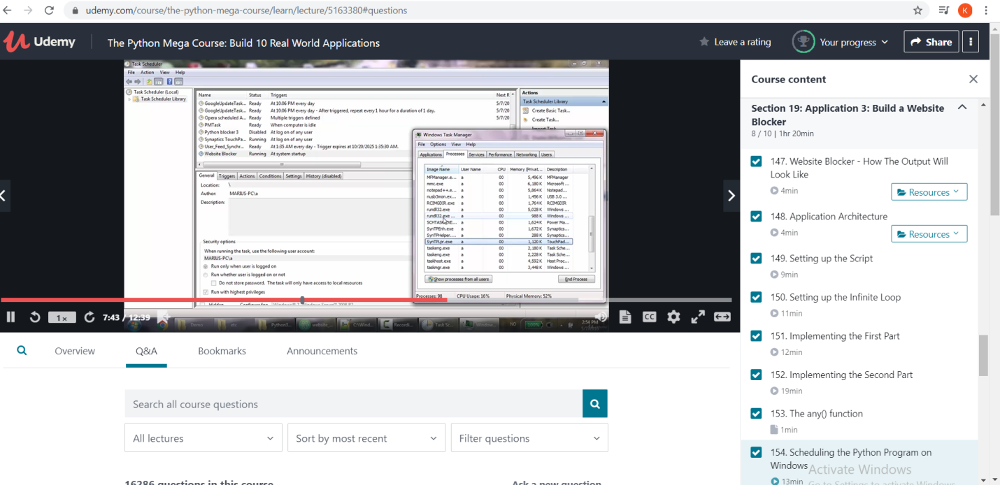 udemy.com/course/the-python-mega-course/learn/lecture/5163380#questions
K
Udemy
The Python Mega Course: Build 10 Real World Applications
Leave a rating
Your progress
Share
Task Scheduler
File Action View Help
Task Scheduler (Local)
Task Scheduler Library
Name Status Triggers Next R
GoogleUpdateTask... Ready At 10:06 PM every day 5/7/20
GoogleUpdateTask... Ready At 10:06 PM every day - After triggered, repeat every 1 hour for a duration of 1 day. 5/7/20
Opera scheduled A... Ready Multiple triggers defined 5/7/20
PMTask Ready When computer is idle
Python blocker 3 Disabled At log on of any user
Synaptics TouchPa... Running At log on of any user
User_Feed_Synchr... Ready At 1:35 AM every day - Trigger expires at 10/20/2025 1:35:30 AM.
Website Blocker Running At system startup
Actions
Task Scheduler Library
Create Basic Task...
Create Task...
Import Task...
General Triggers Actions Conditions Settings History (disabled)
Location: \
Author: MARIUS-PC\a
Description:
Security options
When running the task, use the following user account:
MARIUS-PC\a
Run only when user is logged on
Run whether user is logged on or not
Do not store password. The task will only have access to local resources
Run with highest privileges
Hidden Configure for:
Windows Task Manager
File Options View Help
Applications Processes Services Performance Networking Users
Image Name User Name CPU Memory (Privat... Description
MFManager.e... a 00 5,496 K MFManager
mmc.exe a 00 6,180 K Microsoft ...
notepad++.e... a 00 5,864 K Notepad...
nusb3mon.ex... a 00 1,456 K USB 3.0 ...
RCIMGDIR.exe a 00 1,764 K RCIMGDIR
rundll32.exe a 00 5,028 K Windows ...
rundll32.exe ... a 00 988 K Windows ...
SCHTASK.EXE... a 00 1,624 K Power Ma...
SynTPEnh.exe a 00 1,672 K Synaptics...
SynTPHelper.... a 00 288 K Synaptics...
SynTPLpr.exe a 00 1,120 K TouchPad...
taskeng.exe a 00 2,180 K Task Sche...
taskeng.exe a 00 2,228 K Task Sche...
taskhost.exe a 00 4,592 K Host Proc...
taskmgr.exe a 00 3,448 K Windows ...
Show processes from all users
End Process
Processes: 98 CPU Usage: 16% Physical Memory: 52%
1 x
7:43 / 12:39
Demo etc Python3... website_... C:\Wind... Recordi... Task Sc... Window... NO 100% 2:54 PM
CC
Overview
Q&A
Bookmarks
Announcements
Search all course questions
All lectures
Sort by most recent
Filter questions
16286 questions in this course
Ask a new question
Course content
Section 19: Application 3: Build a Website
Blocker
8 / 10 | 1hr 20min
147. Website Blocker - How The Output Will
Look Like
4min
Resources
148. Application Architecture
4min
Resources
149. Setting up the Script
9min
150. Setting up the Infinite Loop
11min
151. Implementing the First Part
12min
152. Implementing the Second Part
19min
153. The any() function
1min
154. Scheduling the Python Program on
Windows
13min
Activate Windows
Go to Settings to activate Windows.